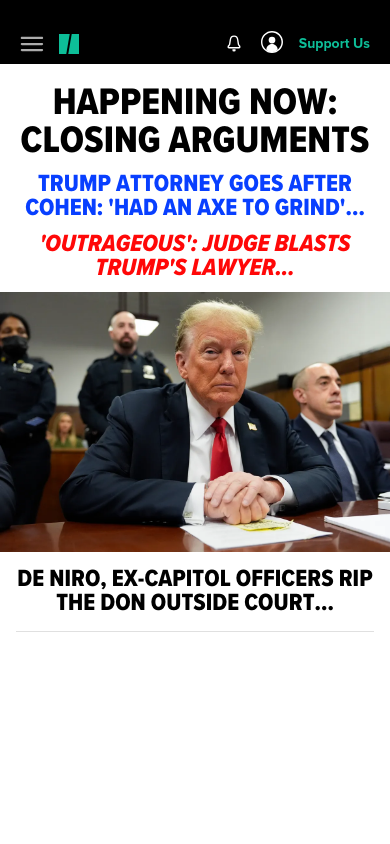 Support Us
HAPPENING NOW:
CLOSING ARGUMENTS
TRUMP ATTORNEY GOES AFTER
COHEN: 'HAD AN AXE TO GRIND'...
'OUTRAGEOUS': JUDGE BLASTS
TRUMP'S LAWYER...
DE NIRO, EX-CAPITOL OFFICERS RIP
THE DON OUTSIDE COURT...